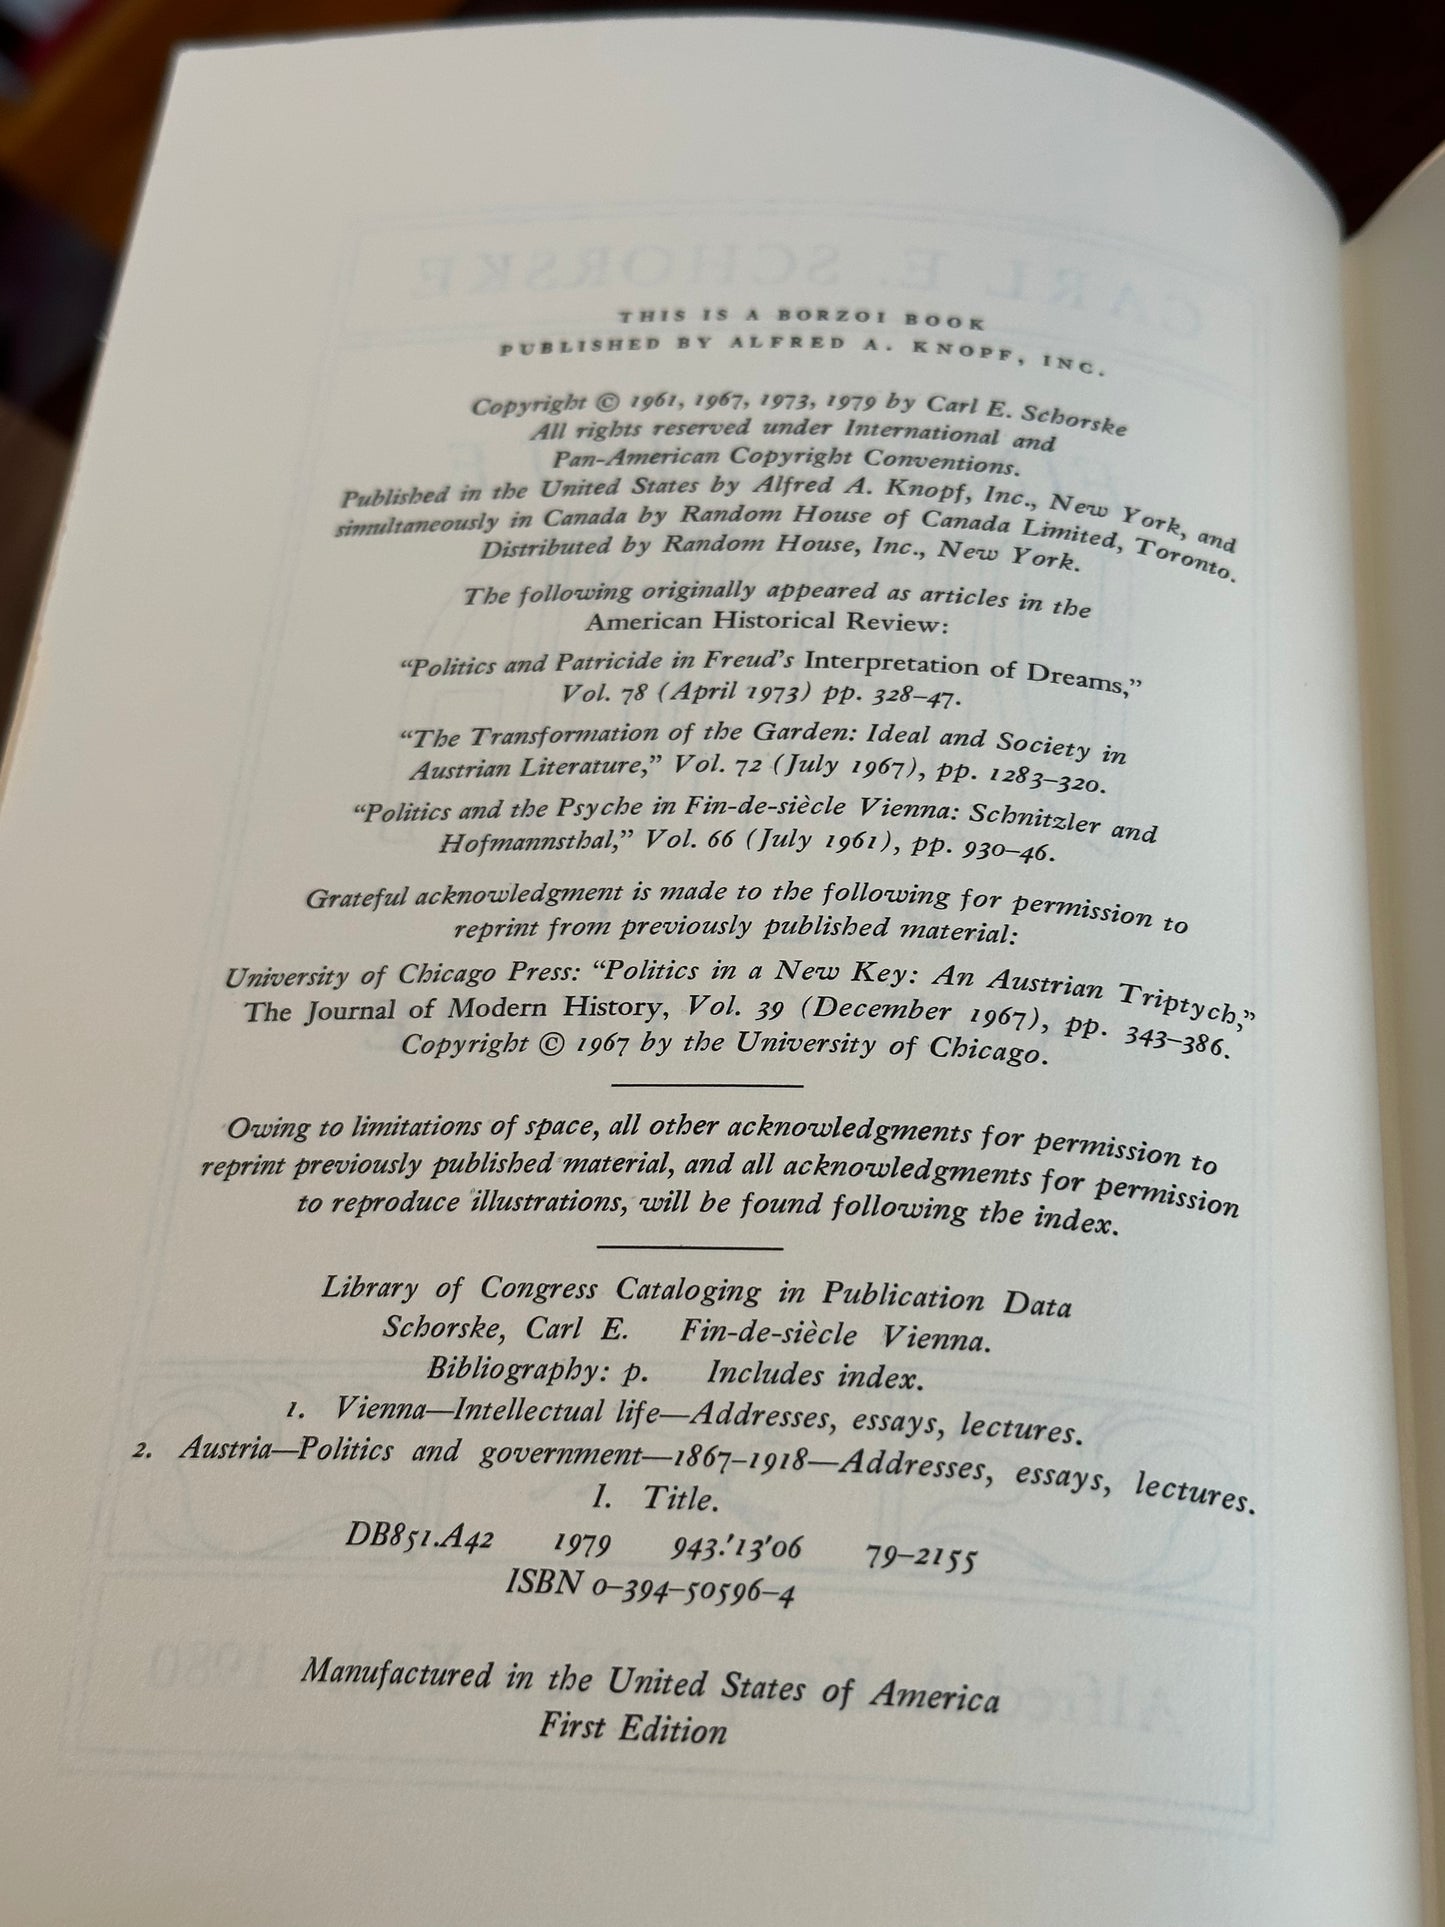 THIS IS A BORZOI BOOK
PUBLISHED BY ALFRED A. KNOPF, INC.
Copyright © 1961, 1967, 1973, 1979 by Carl E. Schorske
All rights reserved under International and
Pan-American Copyright Conventions.
Published in the United States by Alfred A. Knopf, Inc., New York, and
simultaneously in Canada by Random House of Canada Limited, Toronto.
Distributed by Random House, Inc., New York.
The following originally appeared as articles in the
American Historical Review:
“Politics and Patricide in Freud’s Interpretation of Dreams,”
Vol. 78 (April 1973) pp. 328–47.
“The Transformation of the Garden: Ideal and Society in
Austrian Literature,” Vol. 72 (July 1967), pp. 1283–320.
“Politics and the Psyche in Fin-de-siècle Vienna: Schnitzler and
Hofmannsthal,” Vol. 66 (July 1961), pp. 930–46.
Grateful acknowledgment is made to the following for permission to
reprint from previously published material:
University of Chicago Press: “Politics in a New Key: An Austrian Triptych,”
The Journal of Modern History, Vol. 39 (December 1967), pp. 343–386.
Copyright © 1967 by the University of Chicago.
Owing to limitations of space, all other acknowledgments for permission to
reprint previously published material, and all acknowledgments for permission
to reproduce illustrations, will be found following the index.
Library of Congress Cataloging in Publication Data
Schorske, Carl E. Fin-de-siècle Vienna.
Bibliography: p. Includes index.
1. Vienna—Intellectual life—Addresses, essays, lectures.
2. Austria—Politics and government—1867–1918—Addresses, essays, lectures.
I. Title.
DB851.A42 1979 943.'13'06 79–2155
ISBN 0–394–50596–4
Manufactured in the United States of America
First Edition